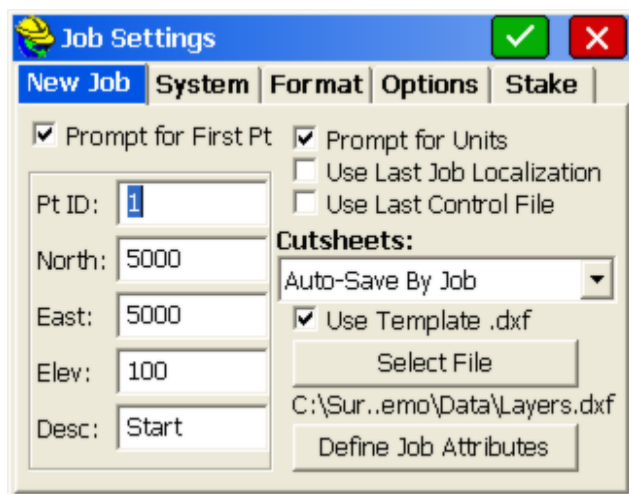 Job Settings
New Job System Format Options Stake
Prompt for First Pt
Pt ID: 1
North: 5000
East: 5000
Elev: 100
Desc: Start
Prompt for Units
Use Last Job Localization
Use Last Control File
Cutsheets:
Auto-Save By Job
Use Template .dxf
Select File
C:\Sur..emo\Data\Layers.dxf
Define Job Attributes